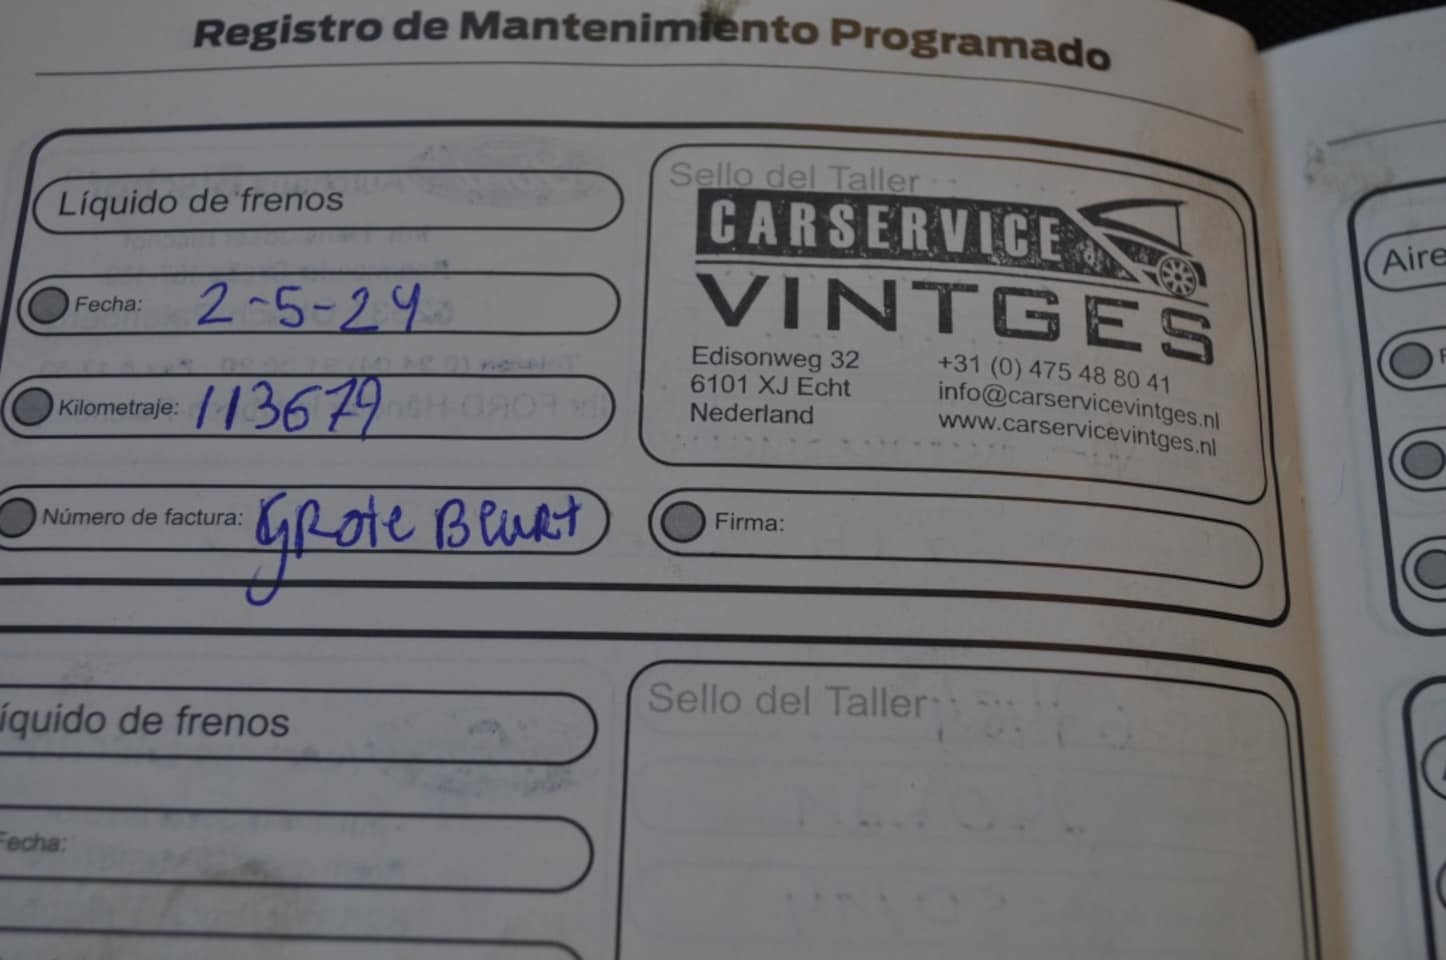 Registro de Mantenimiento Programado
Líquido de frenos
Fecha: 2-5-24
Kilometraje: 113679
Número de factura: Grote Beurt
Sello del Taller
CARSERVICE
VINTGES
Edisonweg 32
6101 XJ Echt
Nederland
+31 (0) 475 48 80 41
info@carservicevintges.nl
www.carservicevintges.nl
Firma:
íquido de frenos
Fecha:
Sello del Taller
Aire